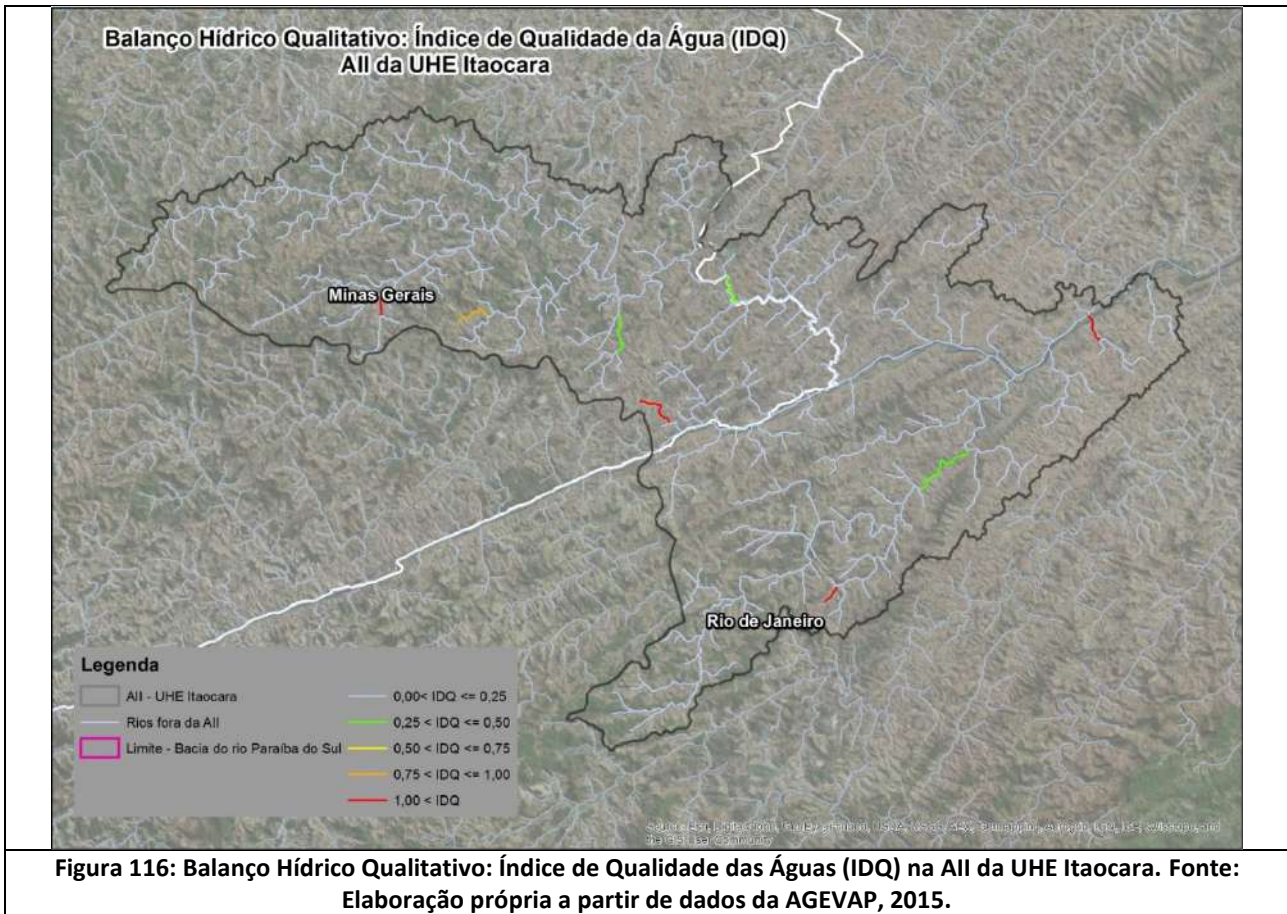 Balanço Hídrico Qualitativo: Índice de Qualidade da Água (IDQ)
AII da UHE Itaocara
Minas Gerais
Rio de Janeiro
Legenda
AII - UHE Itaocara
Rios fora da AII
Limite - Bacia do rio Paraíba do Sul
0,00< IDQ <= 0,25
0,25 < IDQ <= 0,50
0,50 < IDQ <= 0,75
0,75 < IDQ <= 1,00
1,00 < IDQ
Figura 116: Balanço Hídrico Qualitativo: Índice de Qualidade das Águas (IDQ) na AII da UHE Itaocara. Fonte:
Elaboração própria a partir de dados da AGEVAP, 2015.